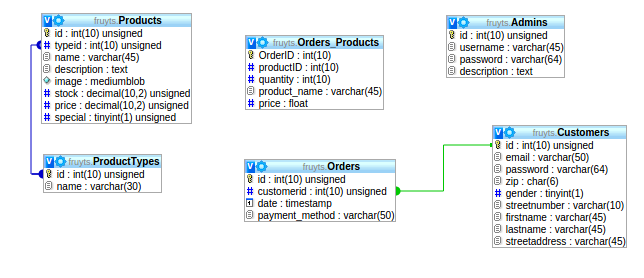 fruyts.Products
id : int(10) unsigned
typeid : int(10) unsigned
name : varchar(45)
description : text
image : mediumblob
stock : decimal(10,2) unsigned
price : decimal(10,2) unsigned
special : tinyint(1) unsigned
fruyts.ProductTypes
id : int(10) unsigned
name : varchar(30)
fruyts.Orders_Products
OrderID : int(10)
productID : int(10)
quantity : int(10)
product_name : varchar(45)
price : float
fruyts.Orders
id : int(10) unsigned
customerid : int(10) unsigned
date : timestamp
payment_method : varchar(50)
fruyts.Admins
id : int(10) unsigned
username : varchar(45)
password : varchar(64)
description : text
fruyts.Customers
id : int(10) unsigned
email : varchar(50)
password : varchar(64)
zip : char(6)
gender : tinyint(1)
streetnumber : varchar(10)
firstname : varchar(45)
lastname : varchar(45)
streetaddress : varchar(45)